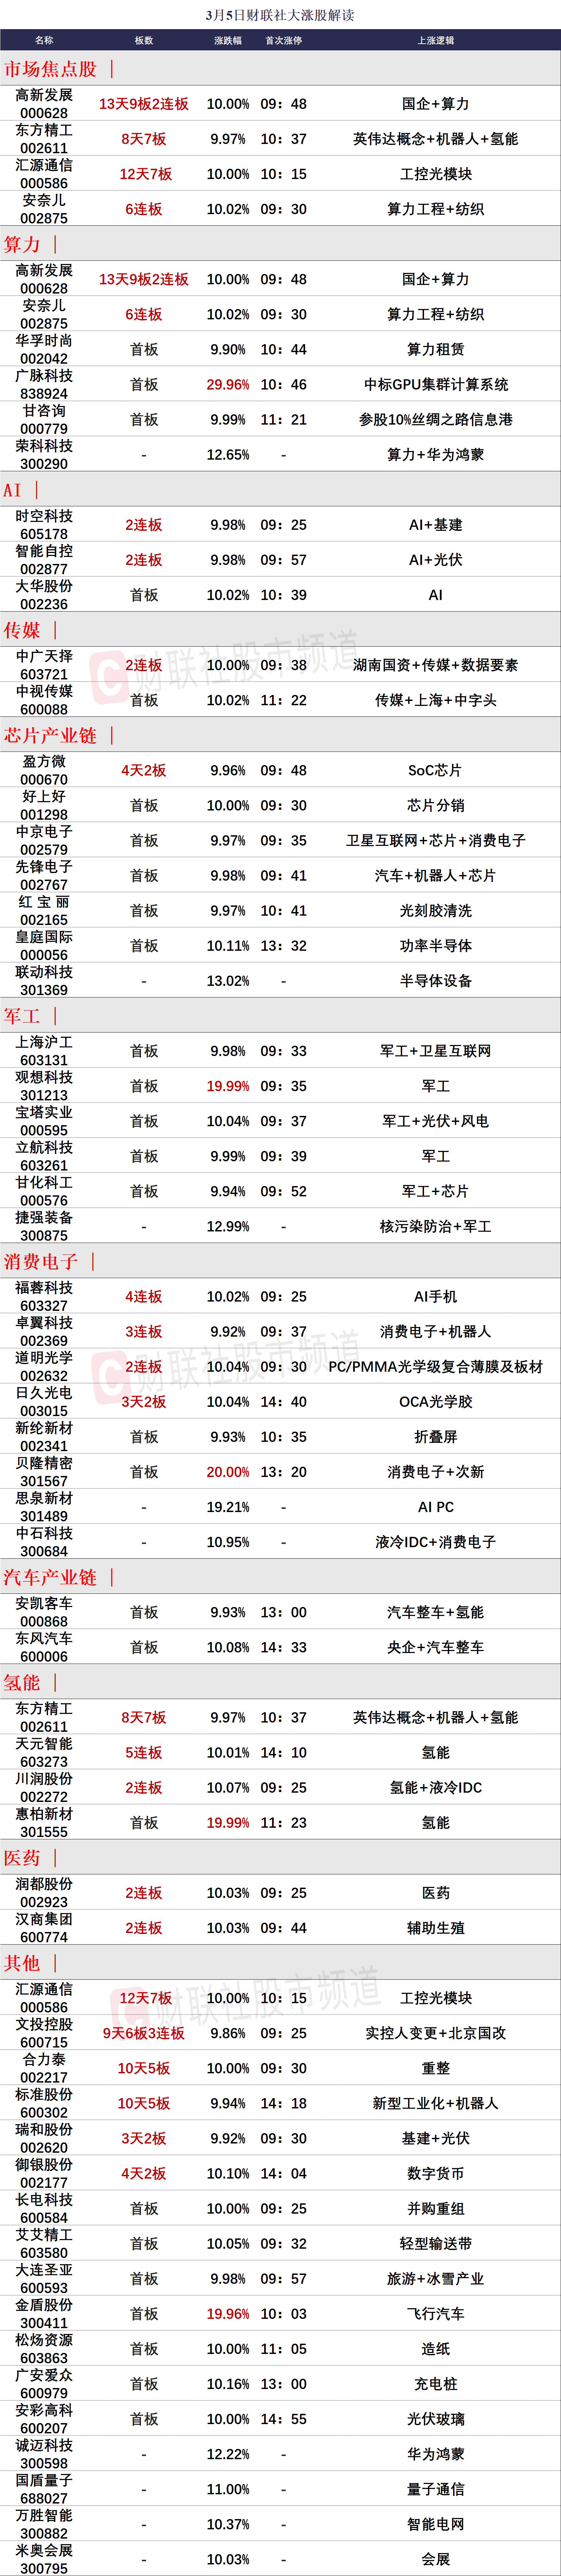 3月5日财联社大涨股解读
名称 板数 涨跌幅 首次涨停 上涨逻辑
市场焦点股 |
高新发展 000628 13天9板2连板 10.00% 09：48 国企+算力
东方精工 002611 8天7板 9.97% 10：37 英伟达概念+机器人+氢能
汇源通信 000586 12天7板 10.00% 10：15 工控光模块
安奈儿 002875 6连板 10.02% 09：30 算力工程+纺织
算力 |
高新发展 000628 13天9板2连板 10.00% 09：48 国企+算力
安奈儿 002875 6连板 10.02% 09：30 算力工程+纺织
华孚时尚 002042 首板 9.90% 10：44 算力租赁
广脉科技 838924 首板 29.96% 10：46 中标GPU集群计算系统
甘咨询 000779 首板 9.99% 11：21 参股10%丝绸之路信息港
荣科科技 300290 - 12.65% - 算力+华为鸿蒙
AI |
时空科技 605178 2连板 9.98% 09：25 AI+基建
智能自控 002877 2连板 9.98% 09：57 AI+光伏
大华股份 002236 首板 10.02% 10：39 AI
传媒 |
中广天择 603721 2连板 10.00% 09：38 湖南国资+传媒+数据要素
中视传媒 600088 首板 10.02% 11：22 传媒+上海+中字头
财联社股市频道
芯片产业链 |
盈方微 000670 4天2板 9.96% 09：48 SoC芯片
好上好 001298 首板 10.00% 09：30 芯片分销
中京电子 002579 首板 9.97% 09：35 卫星互联网+芯片+消费电子
先锋电子 002767 首板 9.98% 09：41 汽车+机器人+芯片
红 宝 丽 002165 首板 9.97% 10：41 光刻胶清洗
皇庭国际 000056 首板 10.11% 13：32 功率半导体
联动科技 301369 - 13.02% - 半导体设备
军工 |
上海沪工 603131 首板 9.98% 09：33 军工+卫星互联网
观想科技 301213 首板 19.99% 09：35 军工
宝塔实业 000595 首板 10.04% 09：37 军工+光伏+风电
立航科技 603261 首板 9.99% 09：39 军工
甘化科工 000576 首板 9.94% 09：52 军工+芯片
捷强装备 300875 - 12.99% - 核污染防治+军工
消费电子 |
福蓉科技 603327 4连板 10.02% 09：25 AI手机
卓翼科技 002369 3连板 9.92% 09：37 消费电子+机器人
道明光学 002632 2连板 10.04% 09：30 PC/PMMA光学级复合薄膜及板材
财联社股市频道
日久光电 003015 3天2板 10.04% 14：40 OCA光学胶
新纶新材 002341 首板 9.93% 10：35 折叠屏
贝隆精密 301567 首板 20.00% 13：20 消费电子+次新
思泉新材 301489 - 19.21% - AI PC
中石科技 300684 - 10.95% - 液冷IDC+消费电子
汽车产业链 |
安凯客车 000868 首板 9.93% 13：00 汽车整车+氢能
东风汽车 600006 首板 10.08% 14：33 央企+汽车整车
氢能 |
东方精工 002611 8天7板 9.97% 10：37 英伟达概念+机器人+氢能
天元智能 603273 5连板 10.01% 14：10 氢能
川润股份 002272 2连板 10.07% 09：25 氢能+液冷IDC
惠柏新材 301555 首板 19.99% 11：23 氢能
医药 |
润都股份 002923 2连板 10.03% 09：25 医药
汉商集团 600774 2连板 10.03% 09：44 辅助生殖
其他 |
汇源通信 000586 12天7板 10.00% 10：15 工控光模块
财联社股市频道
文投控股 600715 9天6板3连板 9.86% 09：25 实控人变更+北京国改
合力泰 002217 10天5板 10.00% 09：30 重整
标准股份 600302 10天5板 9.94% 14：18 新型工业化+机器人
瑞和股份 002620 3天2板 9.92% 09：30 基建+光伏
御银股份 002177 4天2板 10.10% 14：04 数字货币
长电科技 600584 首板 10.00% 09：25 并购重组
艾艾精工 603580 首板 10.05% 09：32 轻型输送带
大连圣亚 600593 首板 9.98% 09：57 旅游+冰雪产业
金盾股份 300411 首板 19.96% 10：03 飞行汽车
松炀资源 603863 首板 10.00% 11：05 造纸
广安爱众 600979 首板 10.16% 13：00 充电桩
安彩高科 600207 首板 10.00% 14：55 光伏玻璃
诚迈科技 300598 - 12.22% - 华为鸿蒙
国盾量子 688027 - 11.00% - 量子通信
万胜智能 300882 - 10.37% - 智能电网
米奥会展 300795 - 10.03% - 会展